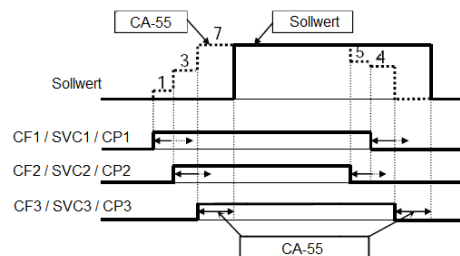 CA-55
Sollwert
7
3
1
5
4
Sollwert
CF1 / SVC1 / CP1
CF2 / SVC2 / CP2
CF3 / SVC3 / CP3
CA-55